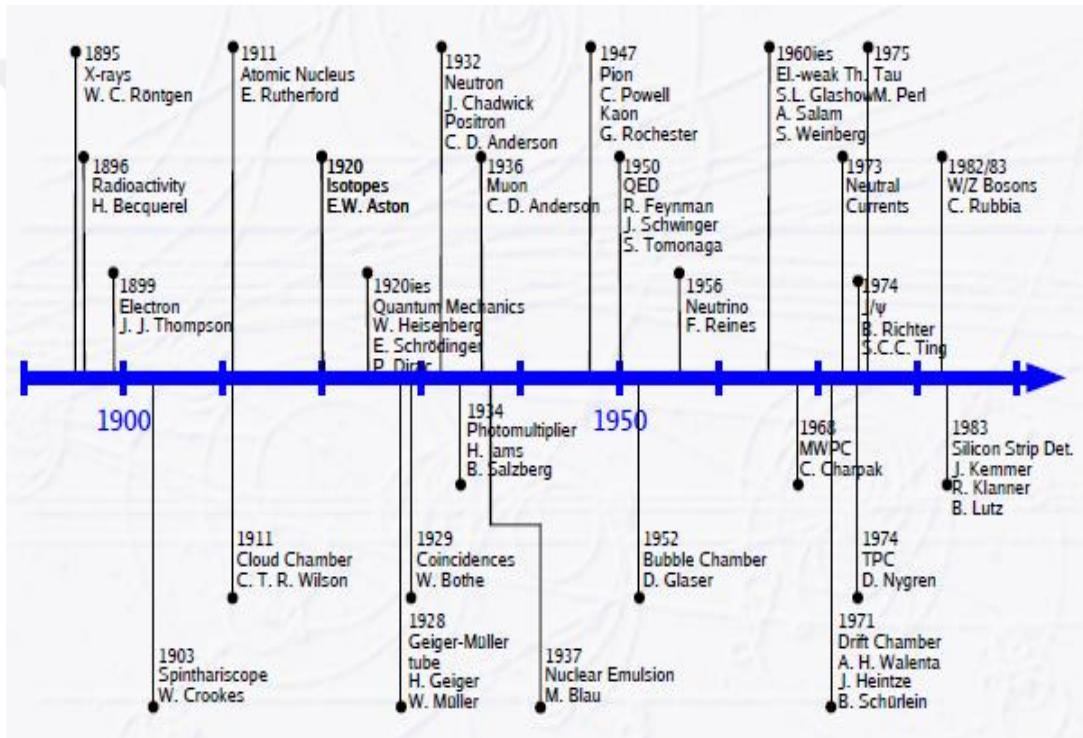 1895
X-rays
W. C. Röntgen
1911
Atomic Nucleus
E. Rutherford
1932
Neutron
J. Chadwick
Positron
C. D. Anderson
1947
Pion
C. Powell
Kaon
G. Rochester
1960ies
El.-weak Th.
S.L. Glashow
A. Salam
S. Weinberg
1975
Tau
M. Perl
1896
Radioactivity
H. Becquerel
1920
Isotopes
E.W. Aston
1936
Muon
C. D. Anderson
1950
QED
R. Feynman
J. Schwinger
S. Tomonaga
1973
Neutral
Currents
1982/83
W/Z Bosons
C. Rubbia
1899
Electron
J. J. Thompson
1920ies
Quantum Mechanics
W. Heisenberg
E. Schrödinger
P. Dirac
1956
Neutrino
F. Reines
1974
J/ψ
B. Richter
S.C.C. Ting
1900
1950
1934
Photomultiplier
H. Iams
B. Salzberg
1968
MWPC
C. Charpak
1983
Silicon Strip Det.
J. Kemmer
R. Klanner
B. Lutz
1911
Cloud Chamber
C. T. R. Wilson
1929
Coincidences
W. Bothe
1952
Bubble Chamber
D. Glaser
1974
TPC
D. Nygren
1903
Spinthariscope
W. Crookes
1928
Geiger-Müller
tube
H. Geiger
W. Müller
1937
Nuclear Emulsion
M. Blau
1971
Drift Chamber
A. H. Walenta
J. Heintze
B. Schürlein